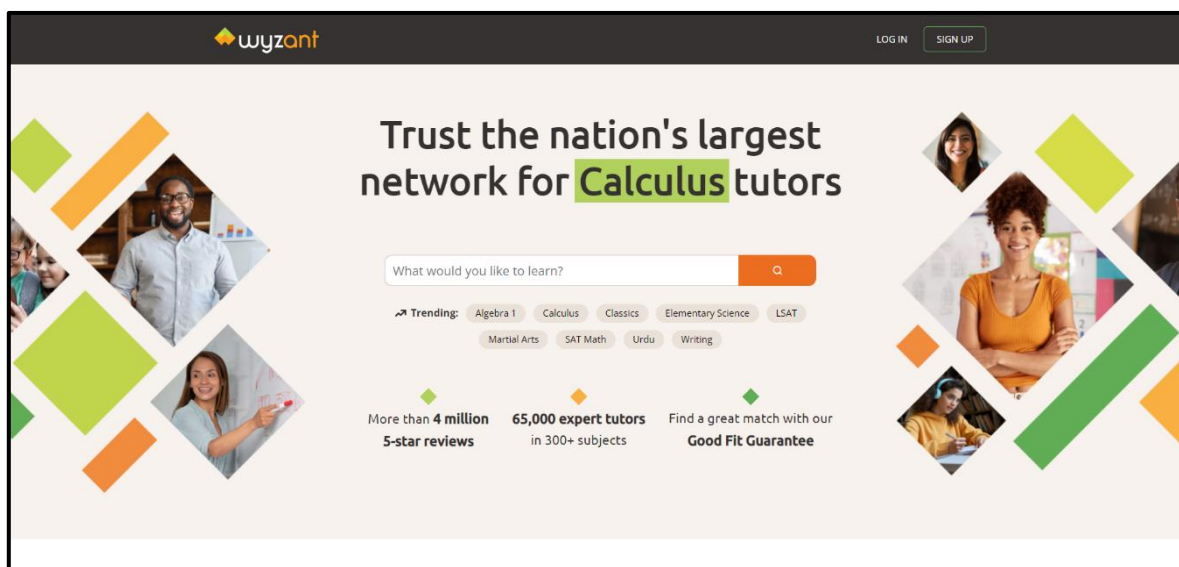 wyzant
LOG IN
SIGN UP
Trust the nation's largest
network for Calculus tutors
What would you like to learn?
Trending: Algebra 1 Calculus Classics Elementary Science LSAT
Martial Arts SAT Math Urdu Writing
More than 4 million
5-star reviews
65,000 expert tutors
in 300+ subjects
Find a great match with our
Good Fit Guarantee